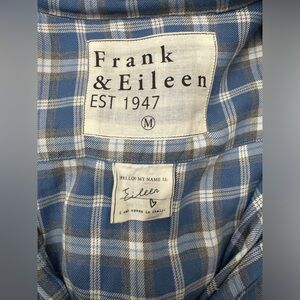 Frank
& Eileen
EST 1947
M
HELLO! MY NAME IS:
Eileen